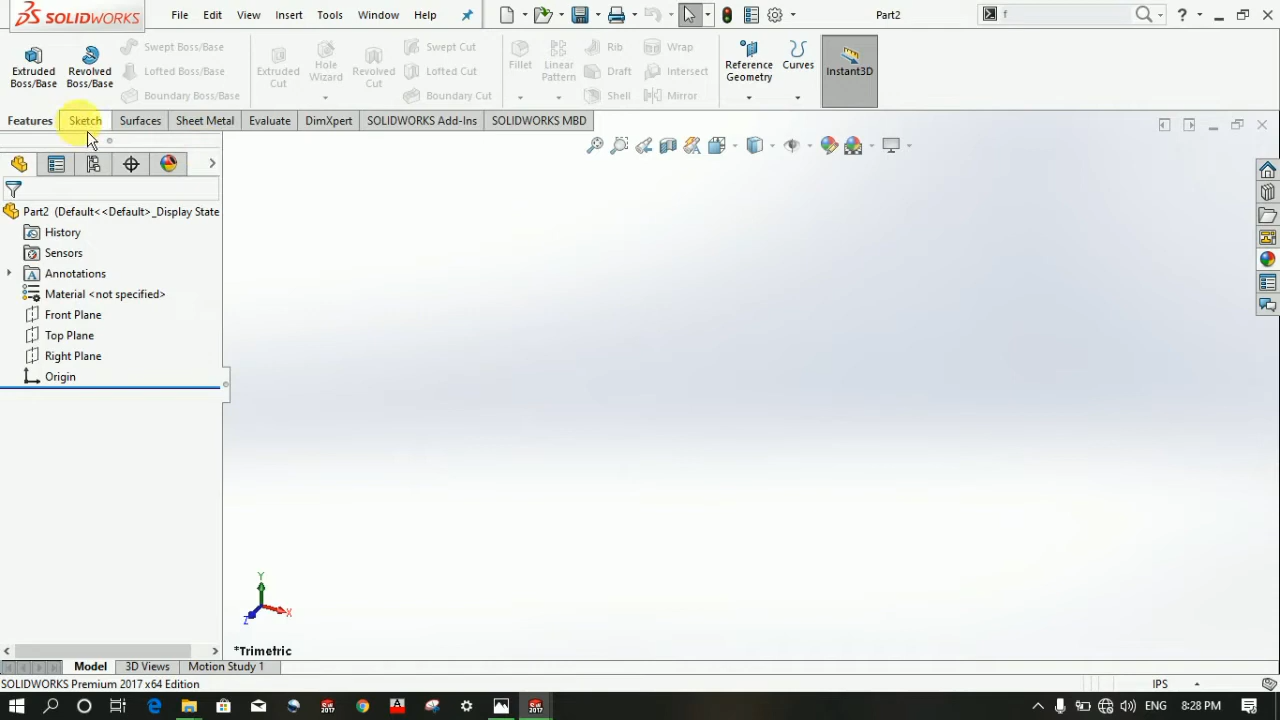 SOLIDWORKS File Edit View Insert Tools Window Help Part2 f ?
Extruded Boss/Base
Revolved Boss/Base
Swept Boss/Base
Lofted Boss/Base
Boundary Boss/Base
Extruded Cut
Hole Wizard
Revolved Cut
Swept Cut
Lofted Cut
Boundary Cut
Fillet
Linear Pattern
Rib
Draft
Shell
Wrap
Intersect
Mirror
Reference Geometry
Curves
Instant3D
Features Sketch Surfaces Sheet Metal Evaluate DimXpert SOLIDWORKS Add-Ins SOLIDWORKS MBD
Part2 (Default<<Default>_Display State
History
Sensors
Annotations
Material <not specified>
Front Plane
Top Plane
Right Plane
Origin
Y
X
Z
*Trimetric
Model 3D Views Motion Study 1
SOLIDWORKS Premium 2017 x64 Edition IPS
ENG 8:28 PM